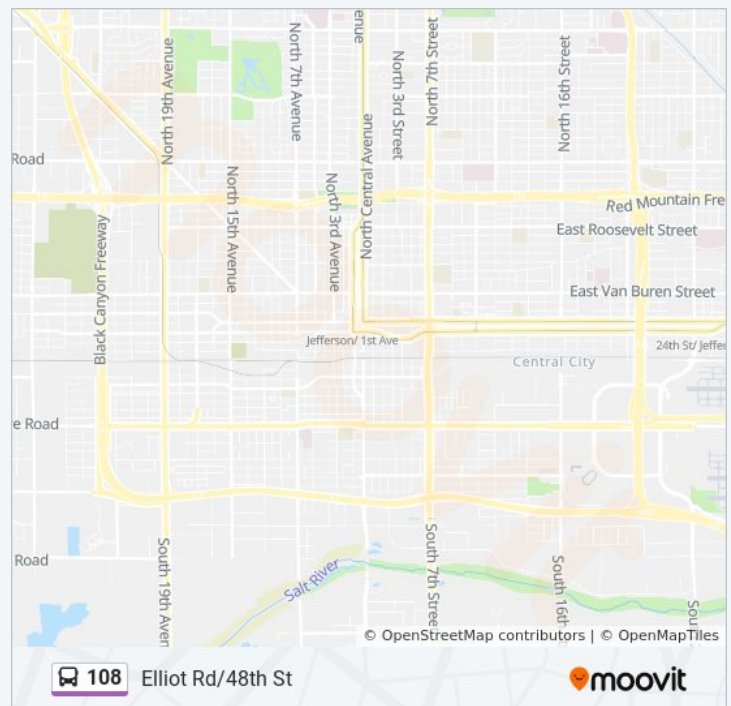 enue
North 7th Street
North 19th Avenue
North 7th Avenue
North 3rd Street
North 16th Street
Road
North Central Avenue
North 15th Avenue
North 3rd Avenue
Red Mountain Fre
East Roosevelt Street
Black Canyon Freeway
East Van Buren Street
Jefferson/ 1st Ave
24th St/ Jeffer
Central City
e Road
Road
South 19th Aven
Salt River
South 7th Stree
South 16th
South
© OpenStreetMap contributors | © OpenMapTiles
108 Elliot Rd/48th St
moovit